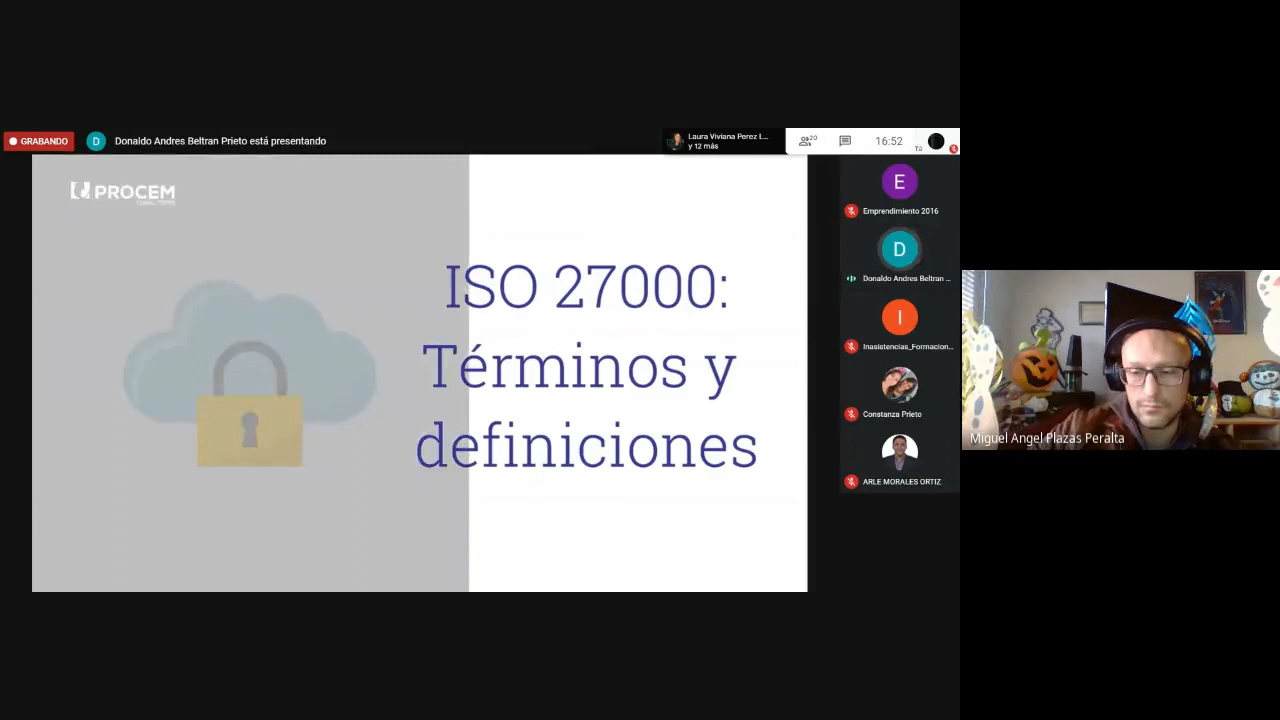 GRABANDO
D
Donaldo Andres Beltran Prieto está presentando
Laura Viviana Perez L...
y 12 más
20
16:52
Tú
PROCEM
ISO 27000:
Términos y
definiciones
E
Emprendimiento 2016
D
Donaldo Andres Beltran ...
I
Inasistencias_Formacion...
Constanza Prieto
ARLE MORALES ORTIZ
Miguel Angel Plazas Peralta